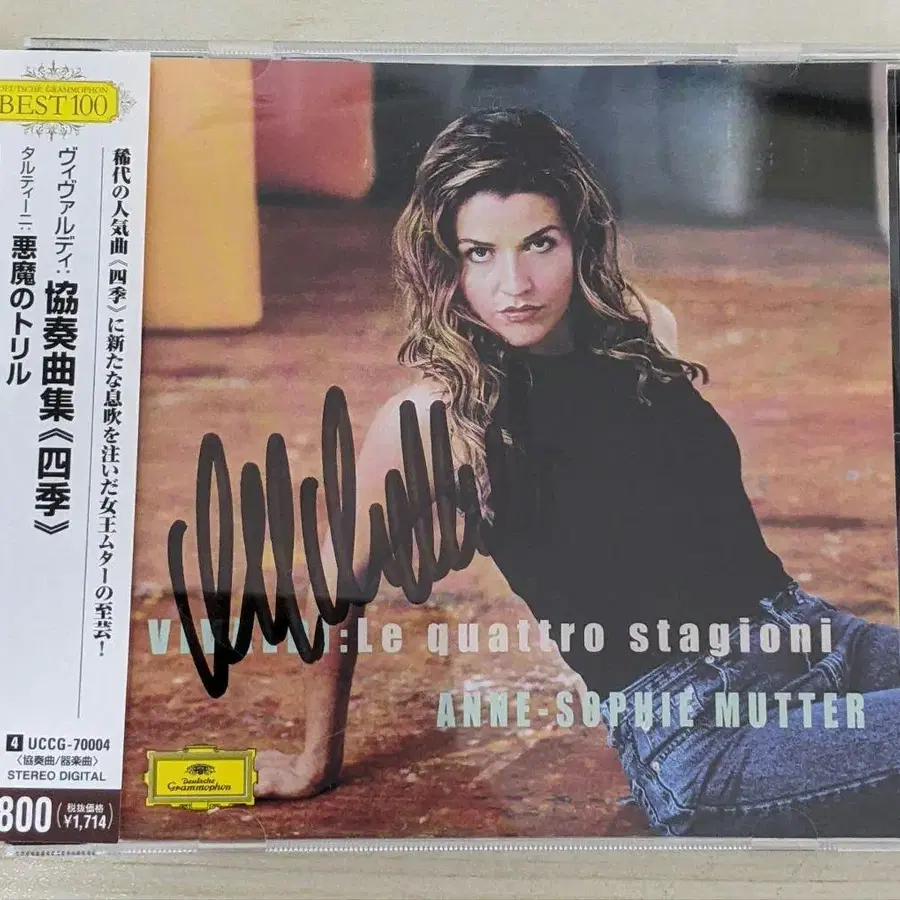 DEUTSCHE GRAMMOPHON
BEST 100
稀代の人気曲《四季》に新たな息吹を注いだ女王ムターの至芸!
ヴィヴァルディ:協奏曲集《四季》
タルティーニ:悪魔のトリル
4 UCCG-70004
〈協奏曲/器楽曲〉
STEREO DIGITAL
800 (税抜価格 ¥1,714)
VIVALDI:Le quattro stagioni
ANNE-SOPHIE MUTTER
Deutsche
Grammophon